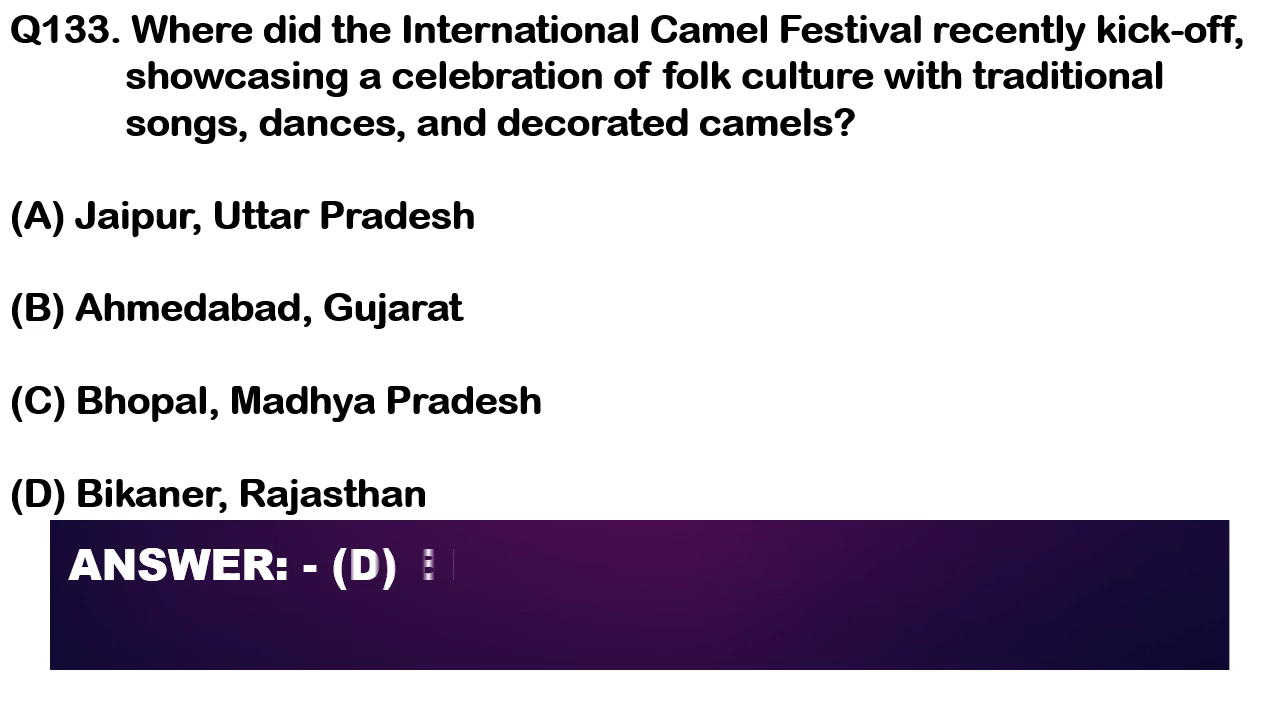 Q133. Where did the International Camel Festival recently kick-off,
showcasing a celebration of folk culture with traditional
songs, dances, and decorated camels?
(A) Jaipur, Uttar Pradesh
(B) Ahmedabad, Gujarat
(C) Bhopal, Madhya Pradesh
(D) Bikaner, Rajasthan
ANSWER: - (D)